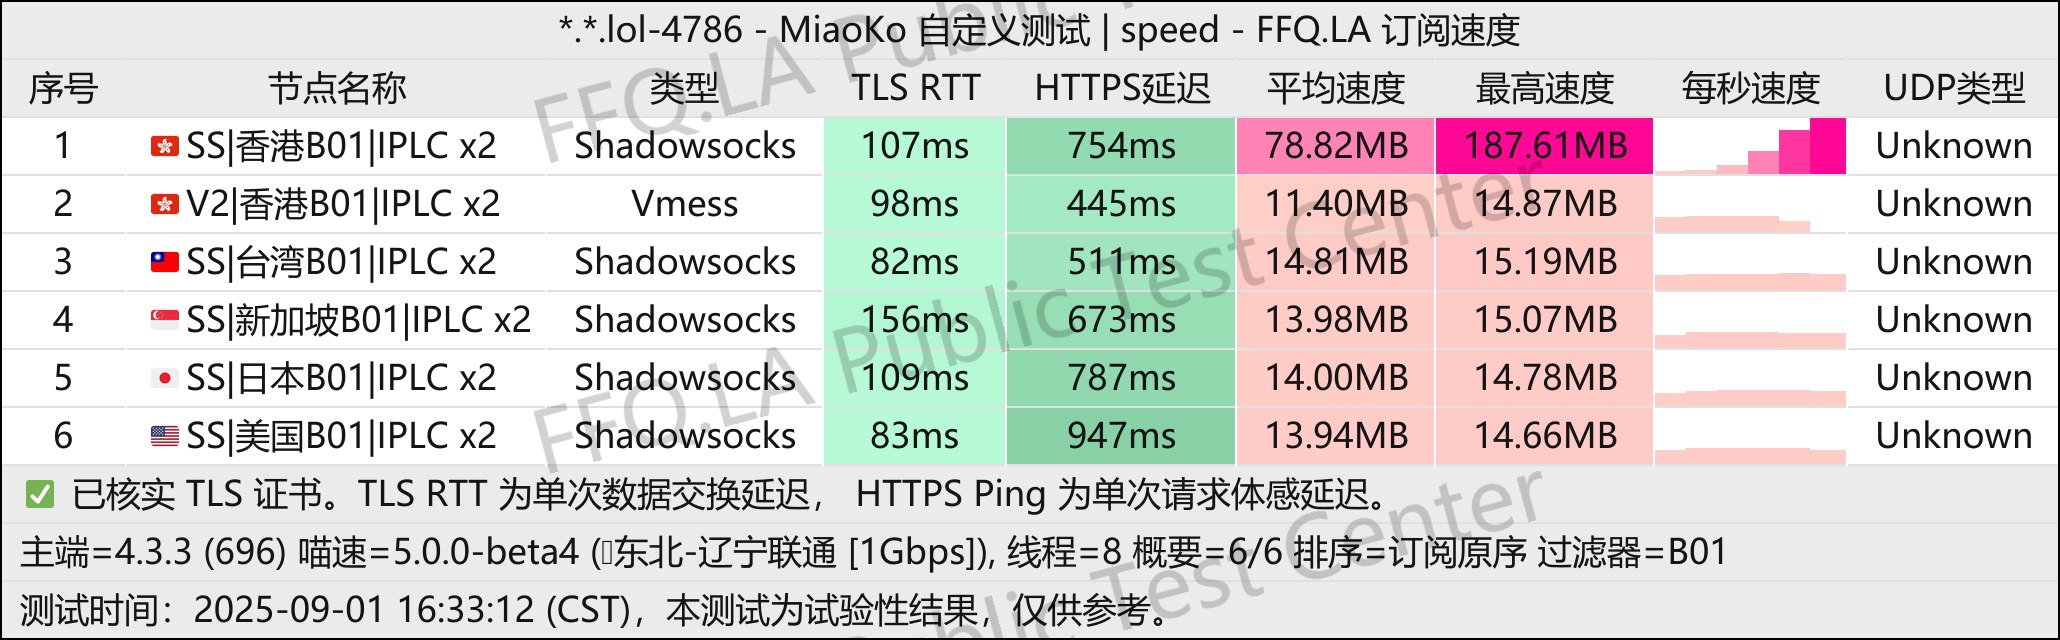 *.*.lol-4786 - MiaoKo 自定义测试 | speed - FFQ.LA 订阅速度
序号 节点名称 类型 TLS RTT HTTPS延迟 平均速度 最高速度 每秒速度 UDP类型
1 SS|香港B01|IPLC x2 Shadowsocks 107ms 754ms 78.82MB 187.61MB Unknown
2 V2|香港B01|IPLC x2 Vmess 98ms 445ms 11.40MB 14.87MB Unknown
3 SS|台湾B01|IPLC x2 Shadowsocks 82ms 511ms 14.81MB 15.19MB Unknown
4 SS|新加坡B01|IPLC x2 Shadowsocks 156ms 673ms 13.98MB 15.07MB Unknown
5 SS|日本B01|IPLC x2 Shadowsocks 109ms 787ms 14.00MB 14.78MB Unknown
6 SS|美国B01|IPLC x2 Shadowsocks 83ms 947ms 13.94MB 14.66MB Unknown
已核实 TLS 证书。TLS RTT 为单次数据交换延迟， HTTPS Ping 为单次请求体感延迟。
主端=4.3.3 (696) 喵速=5.0.0-beta4 (东北-辽宁联通 [1Gbps]), 线程=8 概要=6/6 排序=订阅原序 过滤器=B01
测试时间：2025-09-01 16:33:12 (CST)，本测试为试验性结果，仅供参考。
FFQ.LA Public Test Center
FFQ.LA Public Test Center